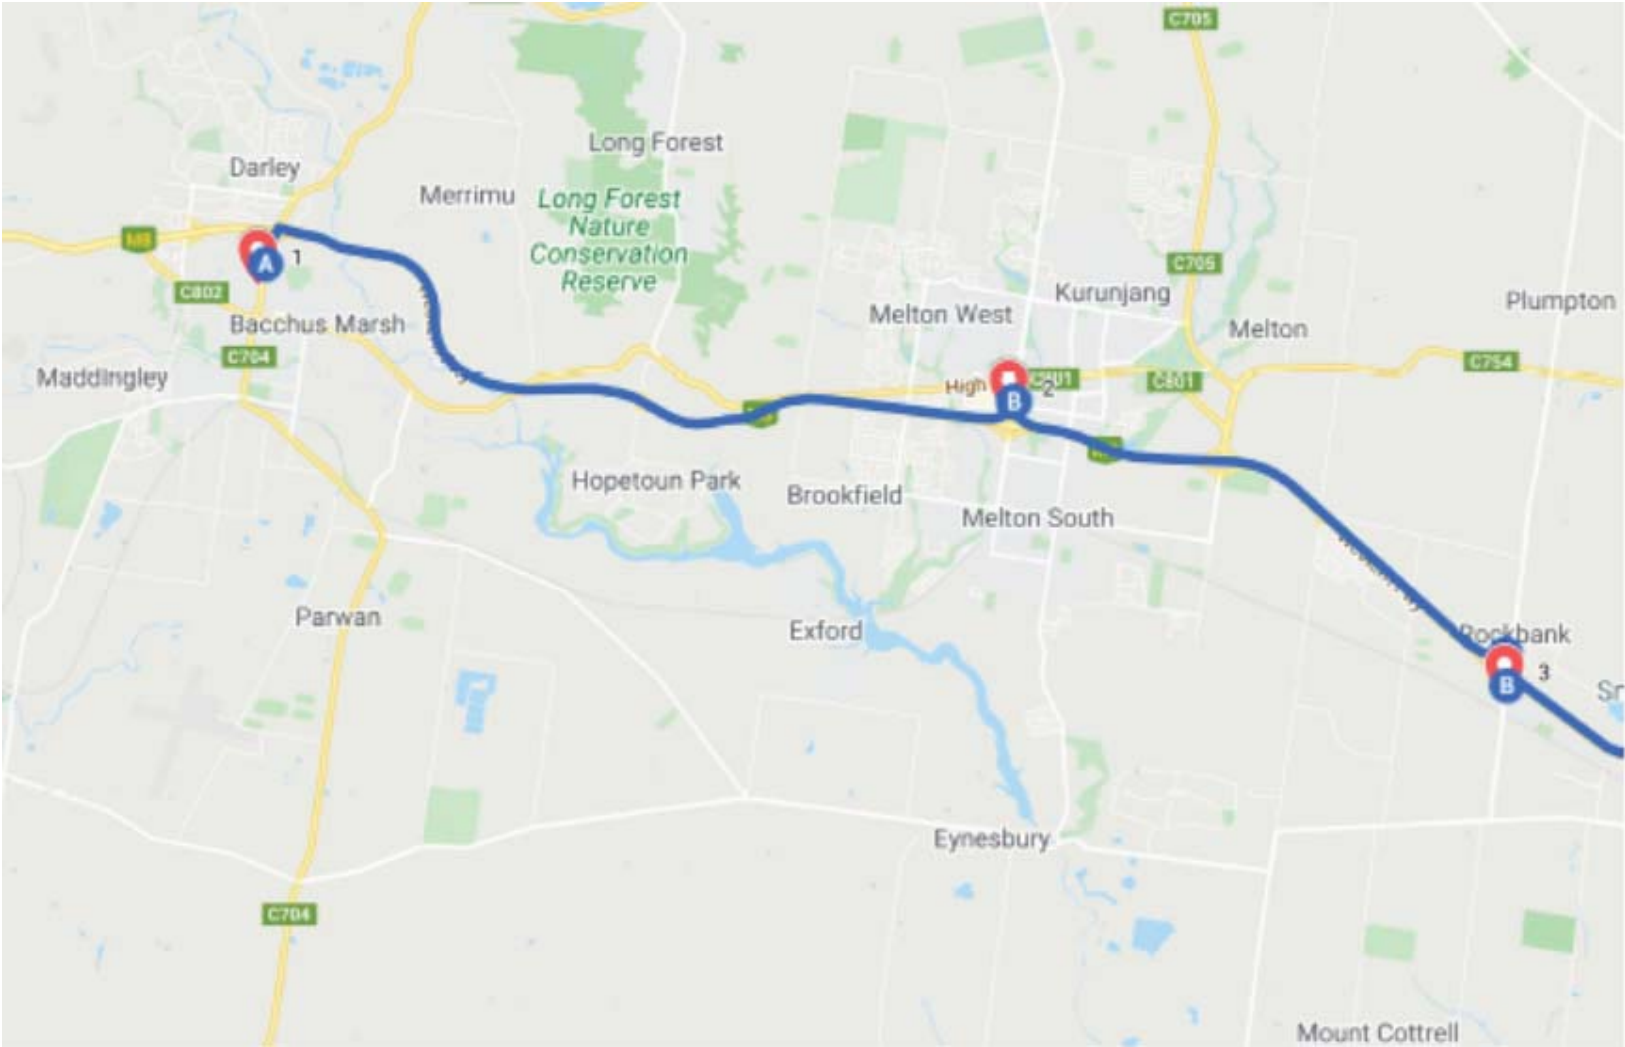 C705
Long Forest
Darley
Merrimu
Long Forest
Nature
Conservation
Reserve
M8
1
A
C705
C802
Kurunjang
Plumpton
Melton West
Bacchus Marsh
Melton
C704
C754
Maddingley
High
C801
C801
2
B
Hopetoun Park
Brookfield
Melton South
Parwan
Exford
Rockbank
3
B
Eynesbury
C704
Mount Cottrell